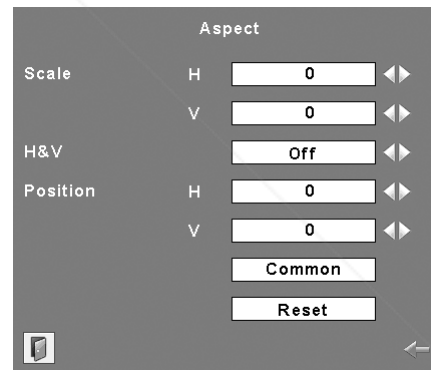 Aspect
Scale H 0
V 0
H&V Off
Position H 0
V 0
Common
Reset